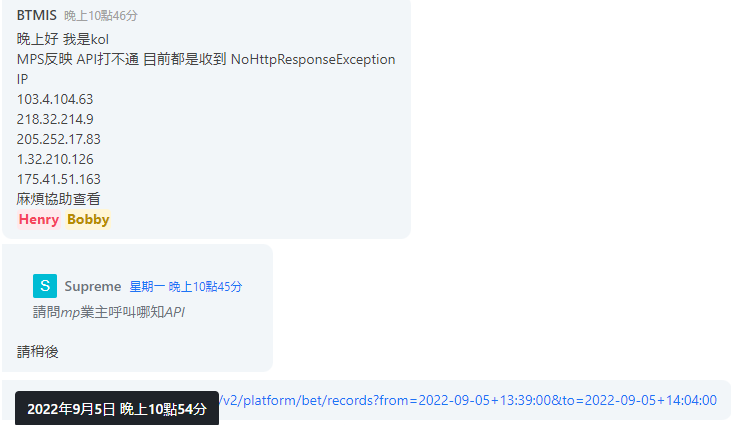 BTMIS 晚上10點46分
晚上好 我是kol
MPS反映 API打不通 目前都是收到 NoHttpResponseException
IP
103.4.104.63
218.32.214.9
205.252.17.83
1.32.210.126
175.41.51.163
麻煩協助查看
Henry Bobby
S Supreme 星期一 晚上10點45分
請問mp業主呼叫哪知API
請稍後
/v2/platform/bet/records?from=2022-09-05+13:39:00&to=2022-09-05+14:04:00
2022年9月5日 晚上10點54分